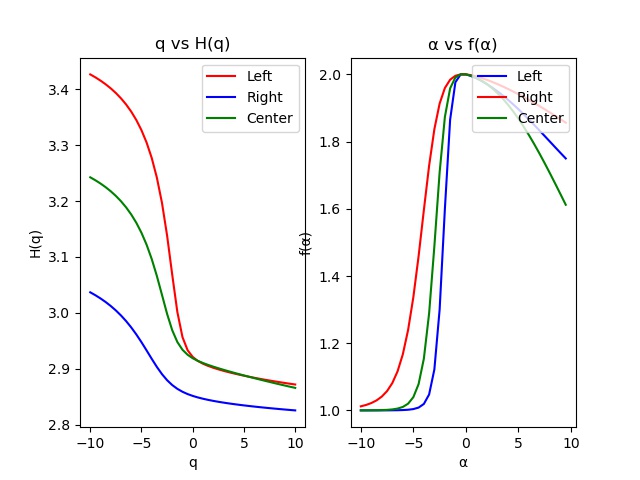 q vs H(q)
H(q)
3.4
3.3
3.2
3.1
3.0
2.9
2.8
−10
−5
0
5
10
q
Left
Right
Center
α vs f(α)
f(α)
2.0
1.8
1.6
1.4
1.2
1.0
−10
−5
0
5
10
α
Left
Right
Center